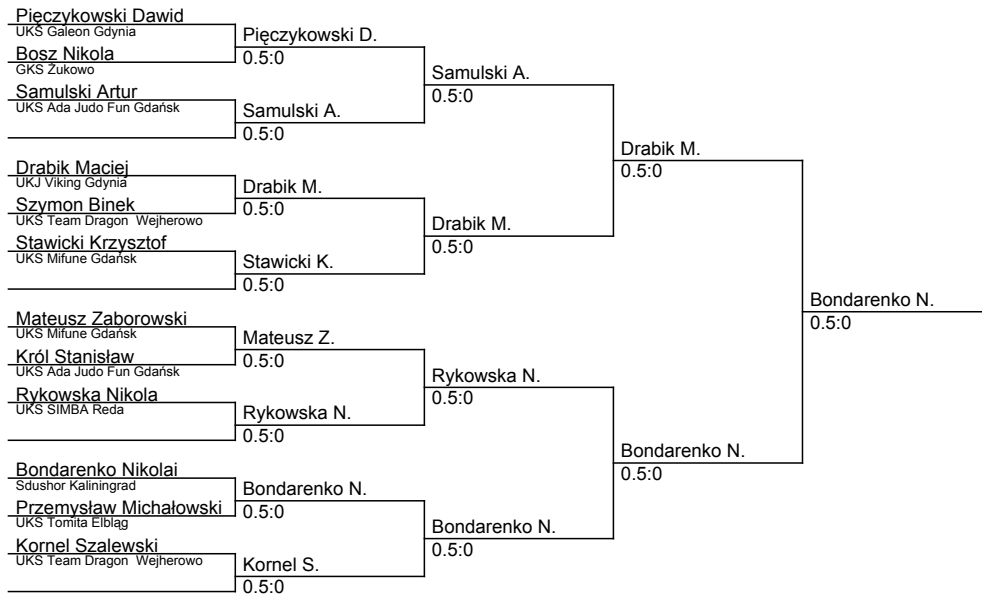 Pięczykowski Dawid
UKS Galeon Gdynia
Bosz Nikola
GKS Żukowo
Samulski Artur
UKS Ada Judo Fun Gdańsk
Drabik Maciej
UKJ Viking Gdynia
Szymon Binek
UKS Team Dragon  Wejherowo
Stawicki Krzysztof
UKS Mifune Gdańsk
Mateusz Zaborowski
UKS Mifune Gdańsk
Król Stanisław
UKS Ada Judo Fun Gdańsk
Rykowska Nikola
UKS SIMBA Reda
Bondarenko Nikolai
Sdushor Kaliningrad
Przemysław Michałowski
UKS Tomita Elbląg
Kornel Szalewski
UKS Team Dragon  Wejherowo
Pięczykowski D.
0.5:0
Samulski A.
0.5:0
Drabik M.
0.5:0
Stawicki K.
0.5:0
Mateusz Z.
0.5:0
Rykowska N.
0.5:0
Bondarenko N.
0.5:0
Kornel S.
0.5:0
Samulski A.
0.5:0
Drabik M.
0.5:0
Rykowska N.
0.5:0
Bondarenko N.
0.5:0
Drabik M.
0.5:0
Bondarenko N.
0.5:0
Bondarenko N.
0.5:0